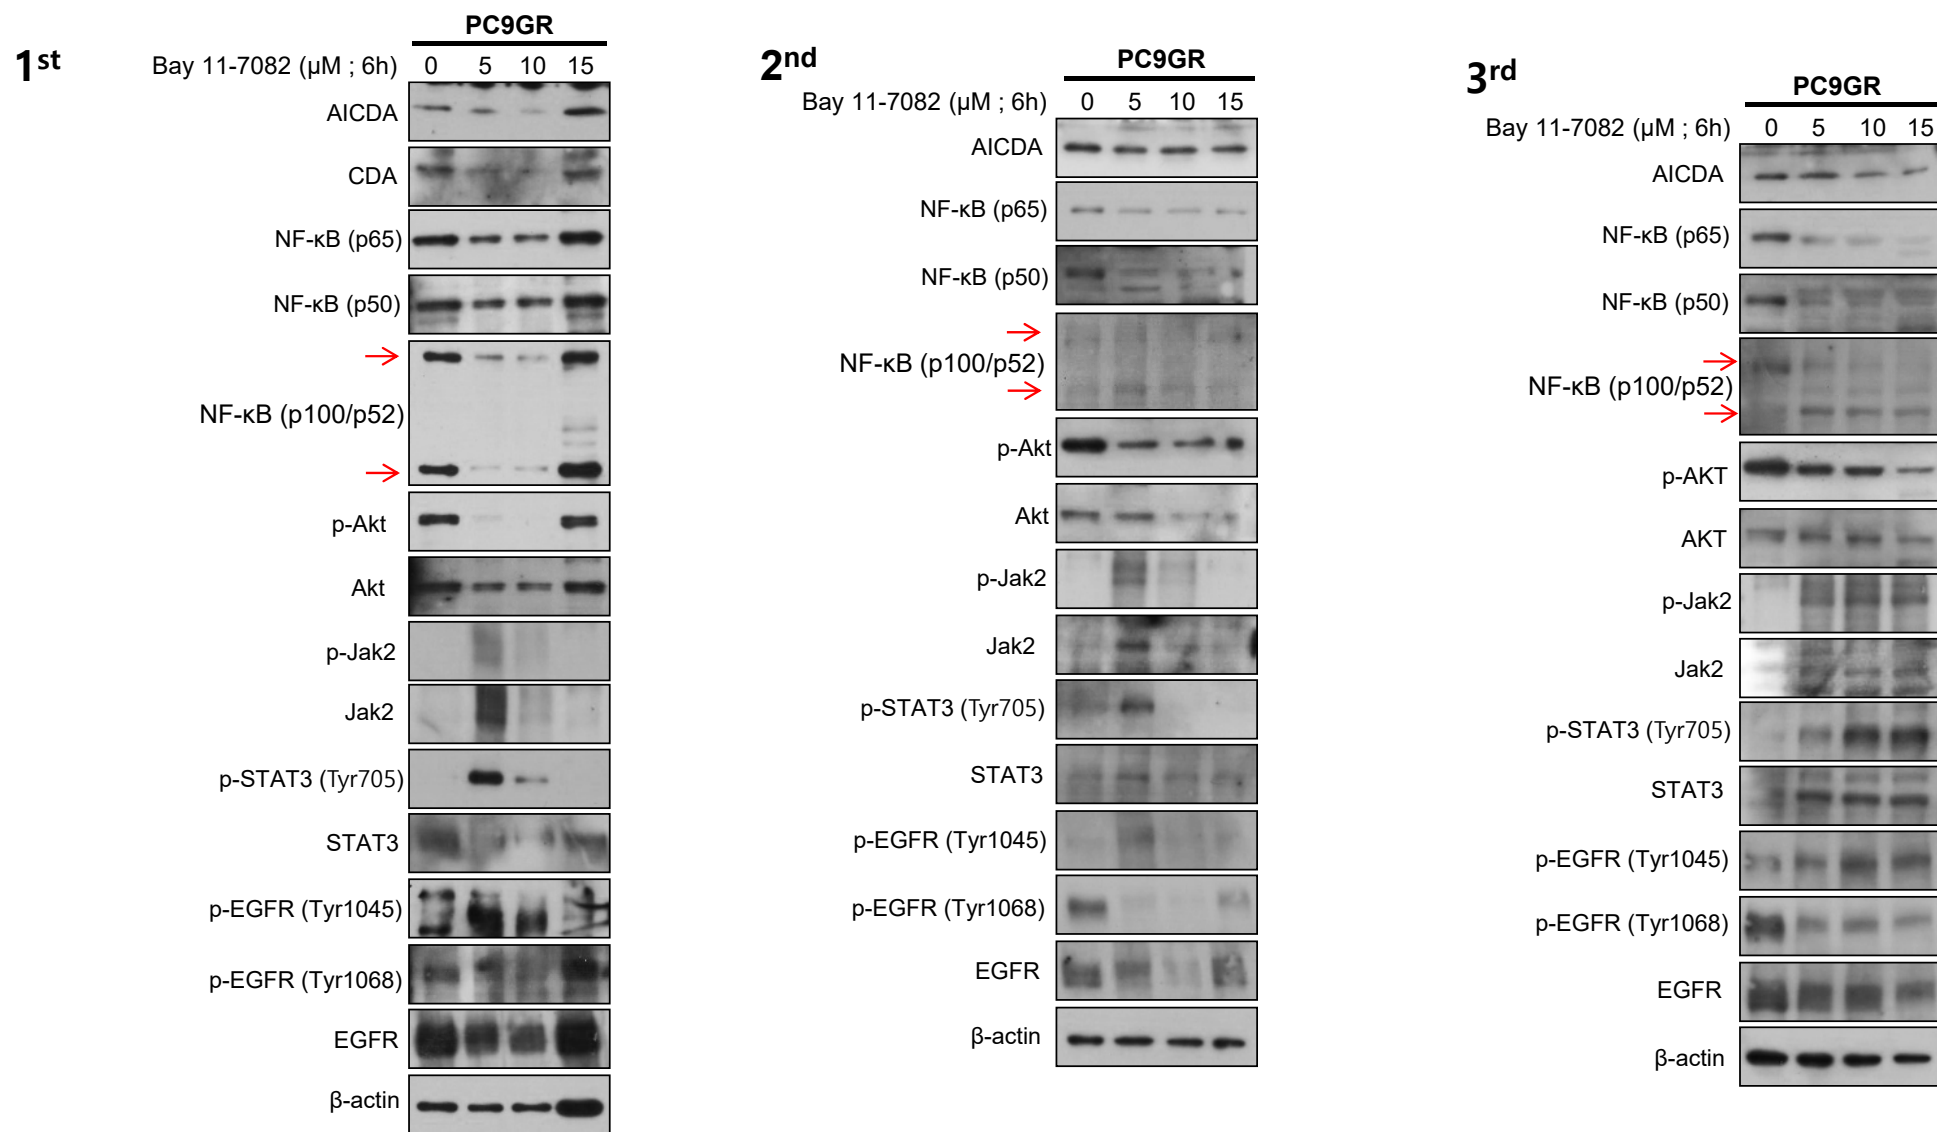 1st
PC9GR
Bay 11-7082 (μM ; 6h) 0 5 10 15
AICDA
CDA
NF-κB (p65)
NF-κB (p50)
NF-κB (p100/p52)
p-Akt
Akt
p-Jak2
Jak2
p-STAT3 (Tyr705)
STAT3
p-EGFR (Tyr1045)
p-EGFR (Tyr1068)
EGFR
β-actin
2nd
PC9GR
Bay 11-7082 (μM ; 6h) 0 5 10 15
AICDA
NF-κB (p65)
NF-κB (p50)
NF-κB (p100/p52)
p-Akt
Akt
p-Jak2
Jak2
p-STAT3 (Tyr705)
STAT3
p-EGFR (Tyr1045)
p-EGFR (Tyr1068)
EGFR
β-actin
3rd
PC9GR
Bay 11-7082 (μM ; 6h) 0 5 10 15
AICDA
NF-κB (p65)
NF-κB (p50)
NF-κB (p100/p52)
p-AKT
AKT
p-Jak2
Jak2
p-STAT3 (Tyr705)
STAT3
p-EGFR (Tyr1045)
p-EGFR (Tyr1068)
EGFR
β-actin